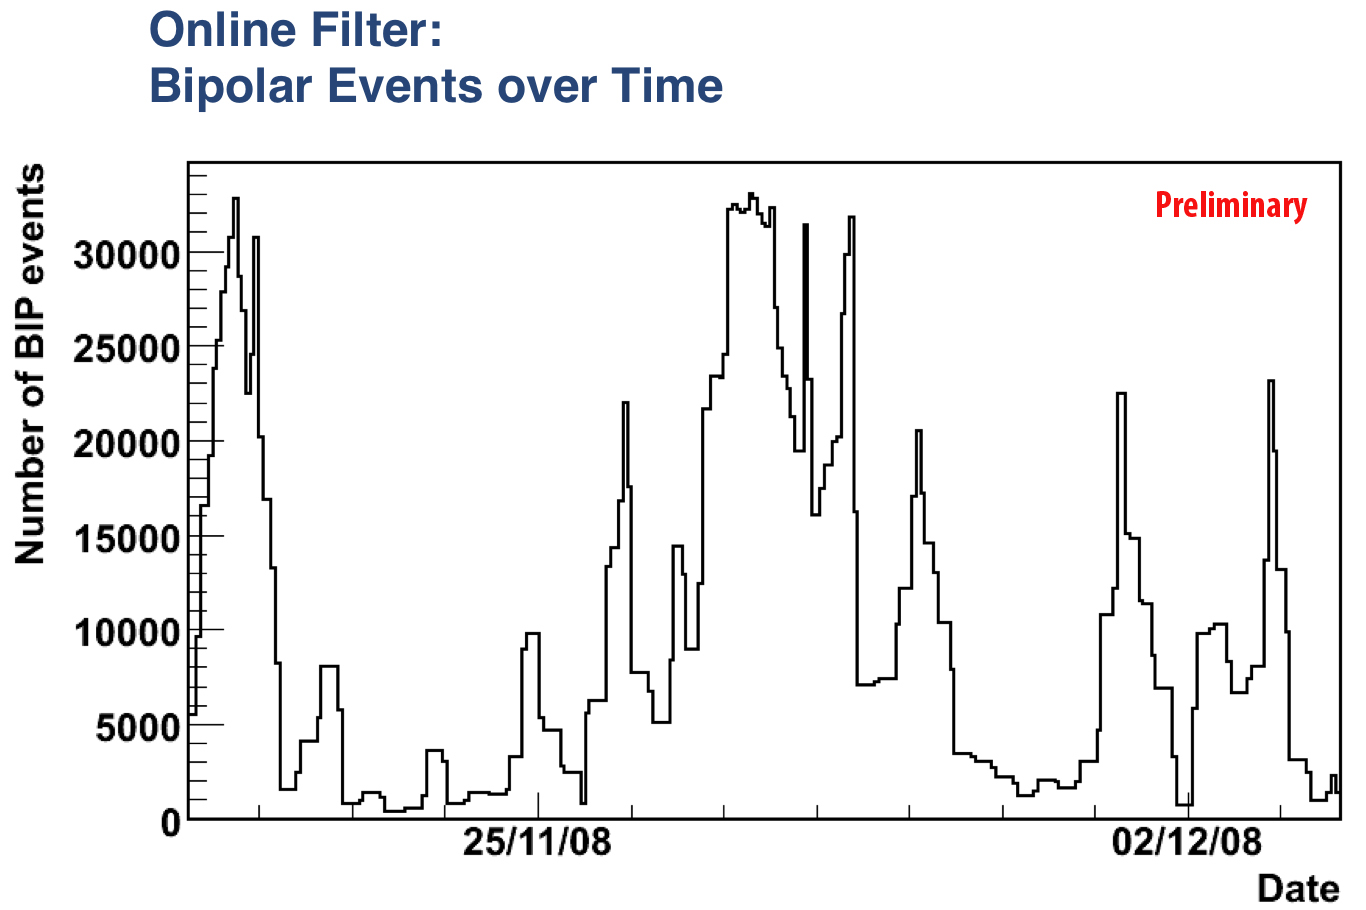 Online Filter:
Bipolar Events over Time
Number of BIP events
Preliminary
30000
25000
20000
15000
10000
5000
0
25/11/08
02/12/08
Date